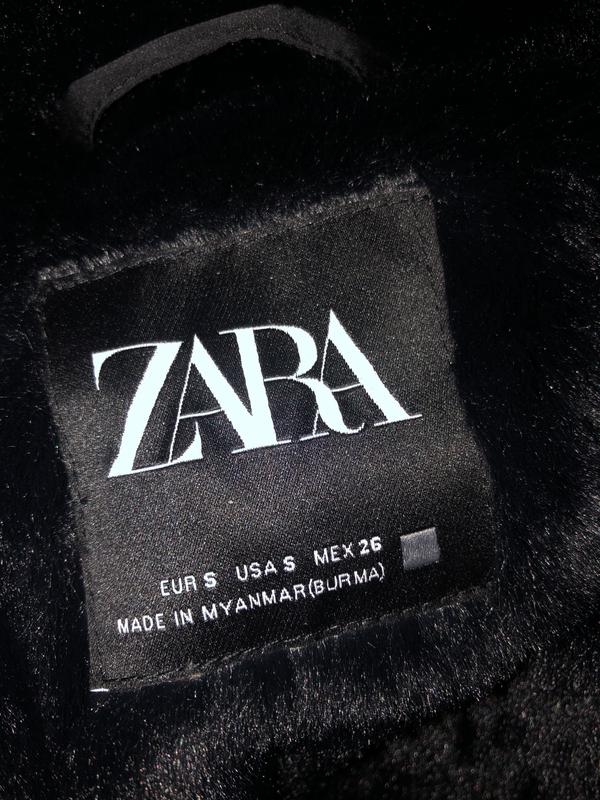 ZARA
EUR S USA S MEX 26
MADE IN MYANMAR(BURMA)